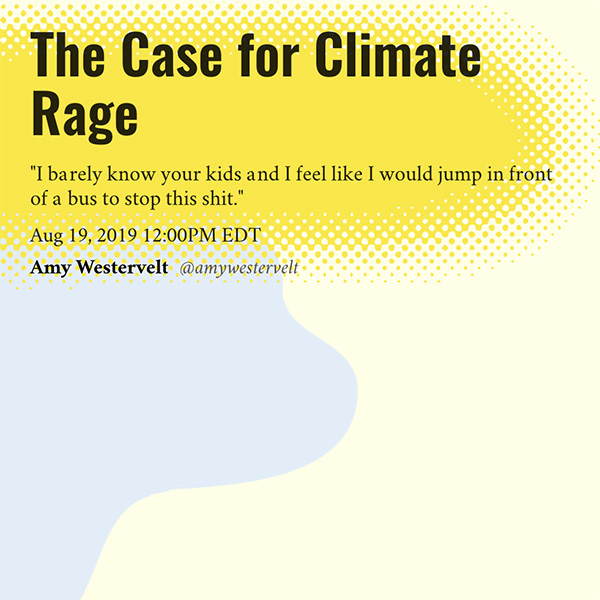 The Case for Climate
Rage
"I barely know your kids and I feel like I would jump in front
of a bus to stop this shit."
Aug 19, 2019 12:00PM EDT
Amy Westervelt @amywestervelt